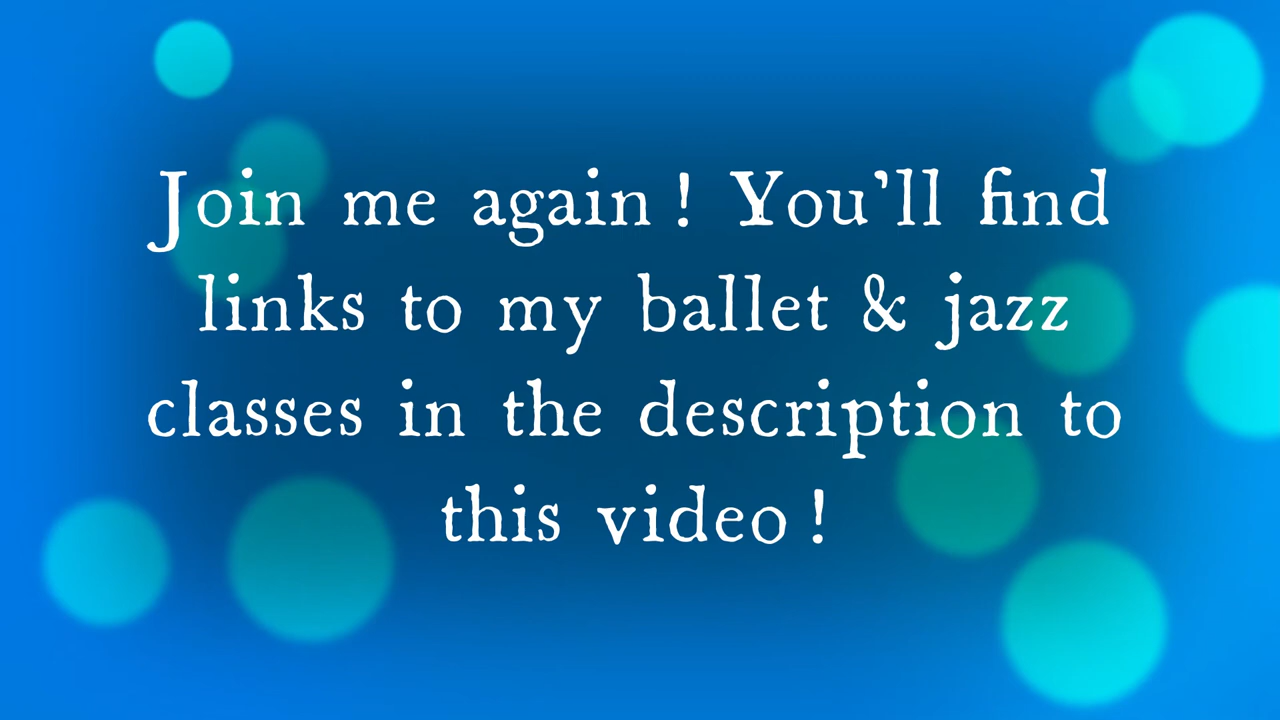 Join me again! You’ll find
links to my ballet & jazz
classes in the description to
this video!